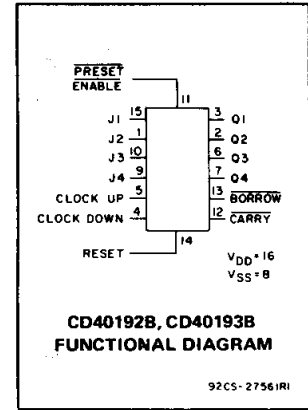 PRESET
ENABLE
11
J1 15 3 Q1
J2 1 2 Q2
J3 10 6 Q3
J4 9 7 Q4
CLOCK UP 5 13 BORROW
CLOCK DOWN 4 12 CARRY
RESET 14
VDD = 16
VSS = 8
CD40192B, CD40193B
FUNCTIONAL DIAGRAM
92CS-27561R1